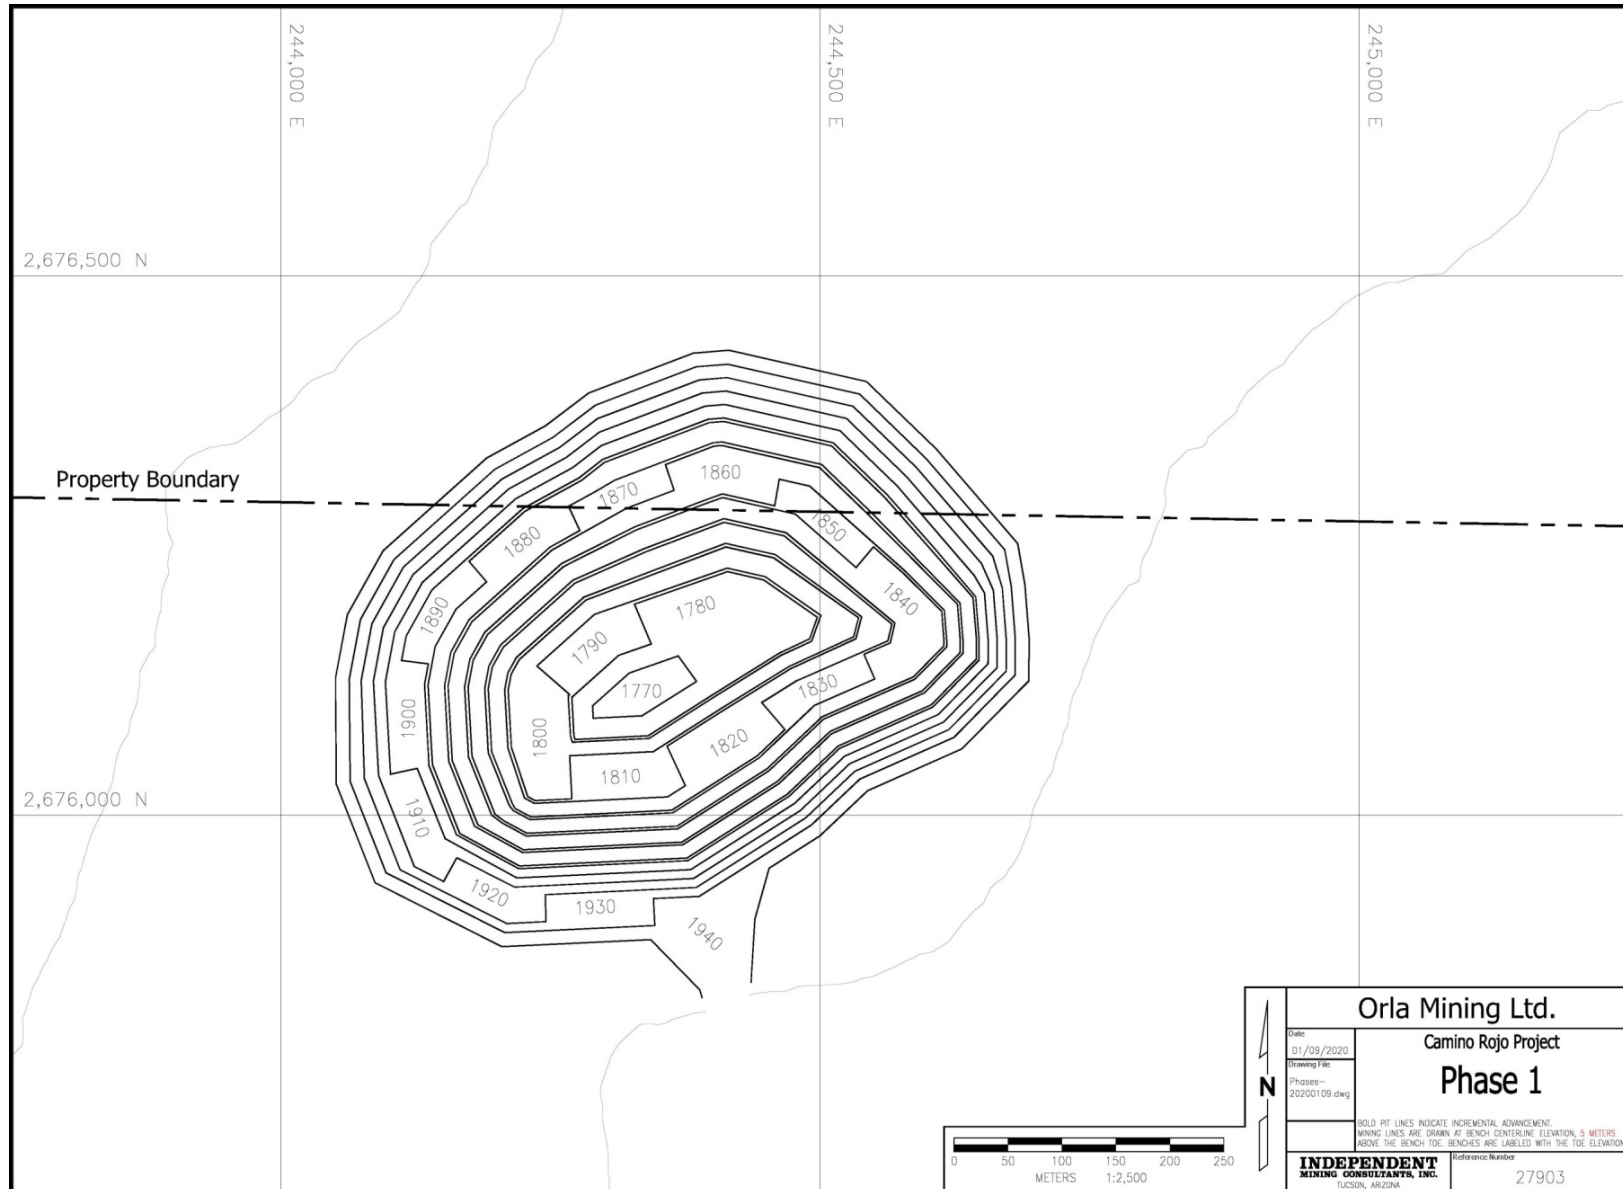 244,000 E
244,500 E
245,000 E
2,676,500 N
Property Boundary
1860
1870
1850
1880
1840
1890
1780
1790
1770
1830
1900
1800
1820
1810
2,676,000 N
1910
1920
1930
1940
Orla Mining Ltd.
Date
01/09/2020
Camino Rojo Project
Drawing File
Phases-
20200109.dwg
Phase 1
N
BOLD PIT LINES INDICATE INCREMENTAL ADVANCEMENT.
MINING LINES ARE DRAWN AT BENCH CENTERLINE ELEVATION, 5 METERS
ABOVE THE BENCH TOE. BENCHES ARE LABELED WITH THE TOE ELEVATION
0 50 100 150 200 250
METERS 1:2,500
INDEPENDENT
MINING CONSULTANTS, INC.
TUCSON, ARIZONA
Reference Number
27903